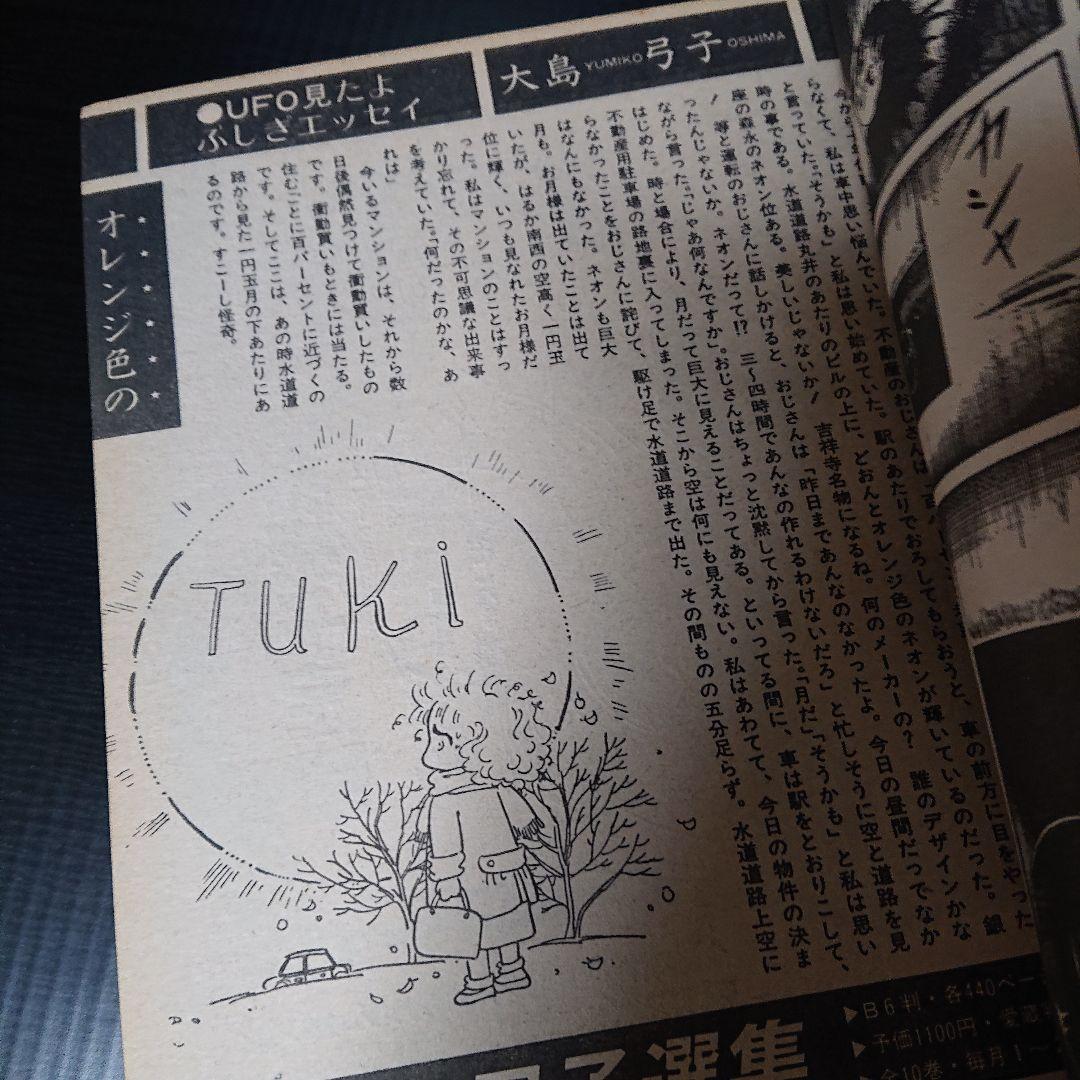 ●UFO見たよ
ふしぎエッセイ
大島弓子
YUMIKO OSHIMA
オレンジ色の
らなくて、私は車中思い悩んでいた。不動産のおじさんは
と言っていた。「そうかも」と私は思い始めていた。駅のあたりでおろしてもらおうと、車の前方に目をやった
時の事である。水道道路丸井のあたりのビルの上に、どおんとオレンジ色のネオンが輝いているのだった。銀
座の森永のネオン位ある。美しいじゃないか！　吉祥寺名物になるね。何のメーカーの？　誰のデザインかな
！　等と運転のおじさんに話しかけると、おじさんは「昨日まであんなのなかったよ。今日の昼間だってなか
ったんじゃないか。ネオンだって!?　三〜四時間であんなの作れるわけないだろ」と忙しそうに空と道路を見
ながら言った。「じゃあ何なんですか」。おじさんはちょっと沈黙してから言った。「月だ」「そうかも」と私は思い
はじめた。時と場合により、月だって巨大に見えることだってある。といってる間に、車は駅をとおりこして、
不動産用駐車場の路地裏に入ってしまった。そこから空は何にも見えない。私はあわてて、今日の物件の決ま
らなかったことをおじさんに詫びて、駆け足で水道道路まで出た。その間ものの五分足らず。水道道路上空に
はなんにもなかった。ネオンも巨大
月も。お月様は出ていたことは出て
いたが、はるか南西の空高く一円玉
位に輝く、いつも見なれたお月様だ
った。私はマンションのことはすっ
かり忘れて、その不可思議な出来事
を考えていた。「何だったのかな、あ
れは」
今いるマンションは、それから数
日後偶然見つけて衝動買いしたもの
です。衝動買いもときには当たる。
住むごとに百パーセントに近づくの
です。そしてここは、あの時水道道
路から見た一円玉月の下あたりにあ
るのです。すこーし怪奇。
TUKi
ガシメ
子選集
▶B6判・各440ペー
▶予価1100円・愛蔵
▶全10巻・毎月1